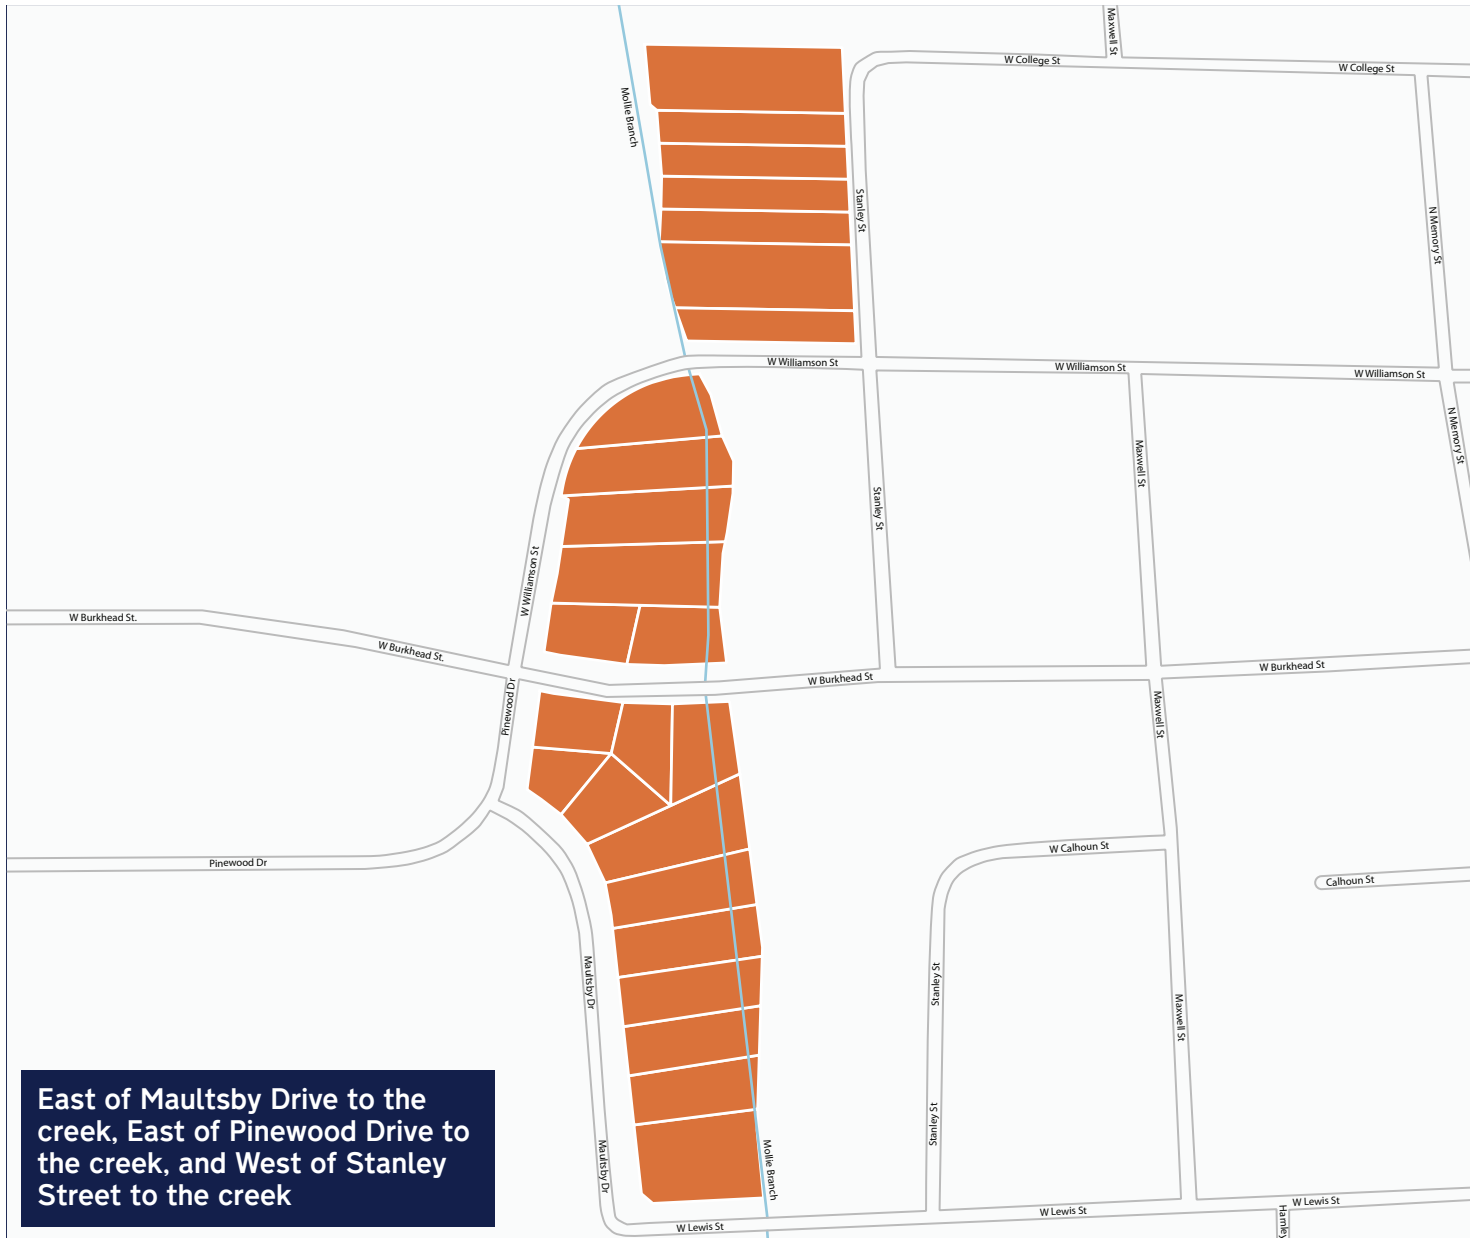 Maxwell St
W College St
W College St
Mollie Branch
Stanley St
N Memory St
W Williamson St
W Williamson St
W Williamson St
N Memory St
Maxwell St
Stanley St
W Williamson St
W Burkhead St.
W Burkhead St.
W Burkhead St
W Burkhead St
Pinewood Dr
Maxwell St
W Calhoun St
Pinewood Dr
Calhoun St
Maultsby Dr
Stanley St
Maxwell St
East of Maultsby Drive to the
creek, East of Pinewood Drive to
the creek, and West of Stanley
Street to the creek
Stanley St
Maultsby Dr
Mollie Branch
W Lewis St
W Lewis St
W Lewis St